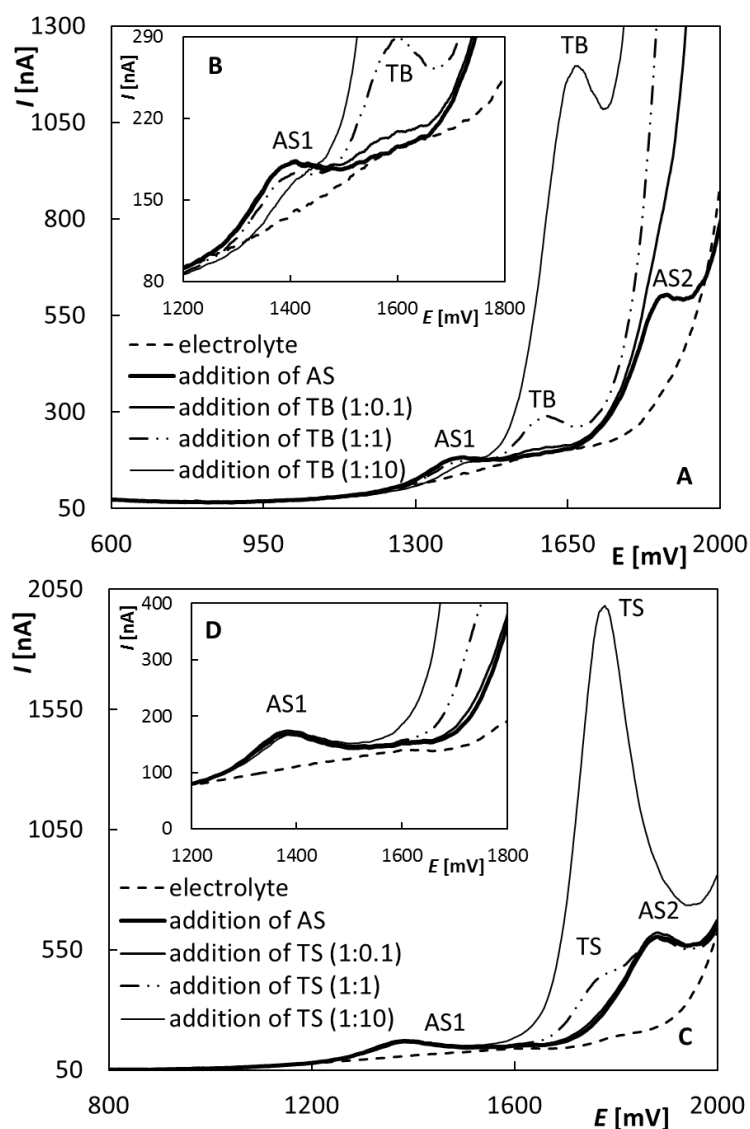 1300
I [nA]
1050
800
550
300
50
600
950
1300
1650
2000
E [mV]
A
TB
AS2
TB
AS1
electrolyte
addition of AS
addition of TB (1:0.1)
addition of TB (1:1)
addition of TB (1:10)
B
290
I [nA]
220
150
80
1200
1400
1600
1800
E [mV]
AS1
TB
2050
I [nA]
1550
1050
550
50
800
1200
1600
2000
E [mV]
C
TS
AS2
TS
AS1
electrolyte
addition of AS
addition of TS (1:0.1)
addition of TS (1:1)
addition of TS (1:10)
D
400
I [nA]
300
200
100
0
1200
1400
1600
1800
E [mV]
AS1